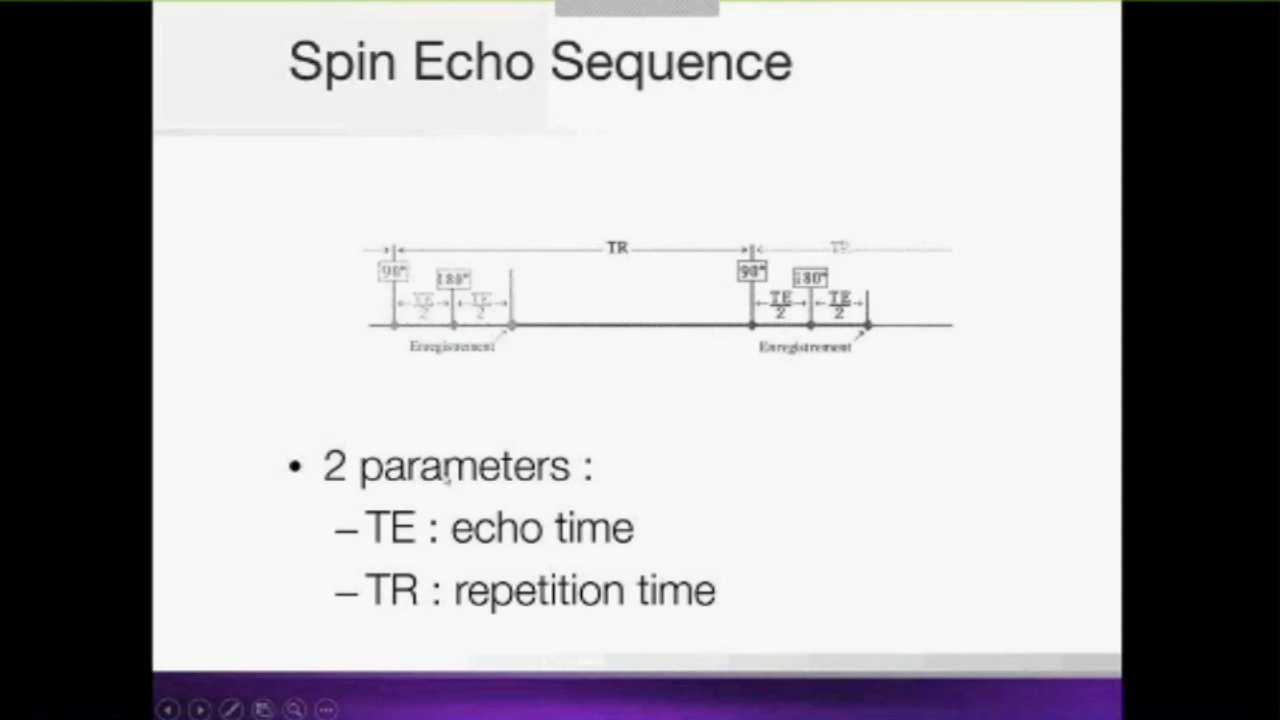 Spin Echo Sequence
TR TR
90° 180° 90° 180°
TE TE TE TE
2 2 2 2
Enregistrement Enregistrement
• 2 parameters :
– TE : echo time
– TR : repetition time